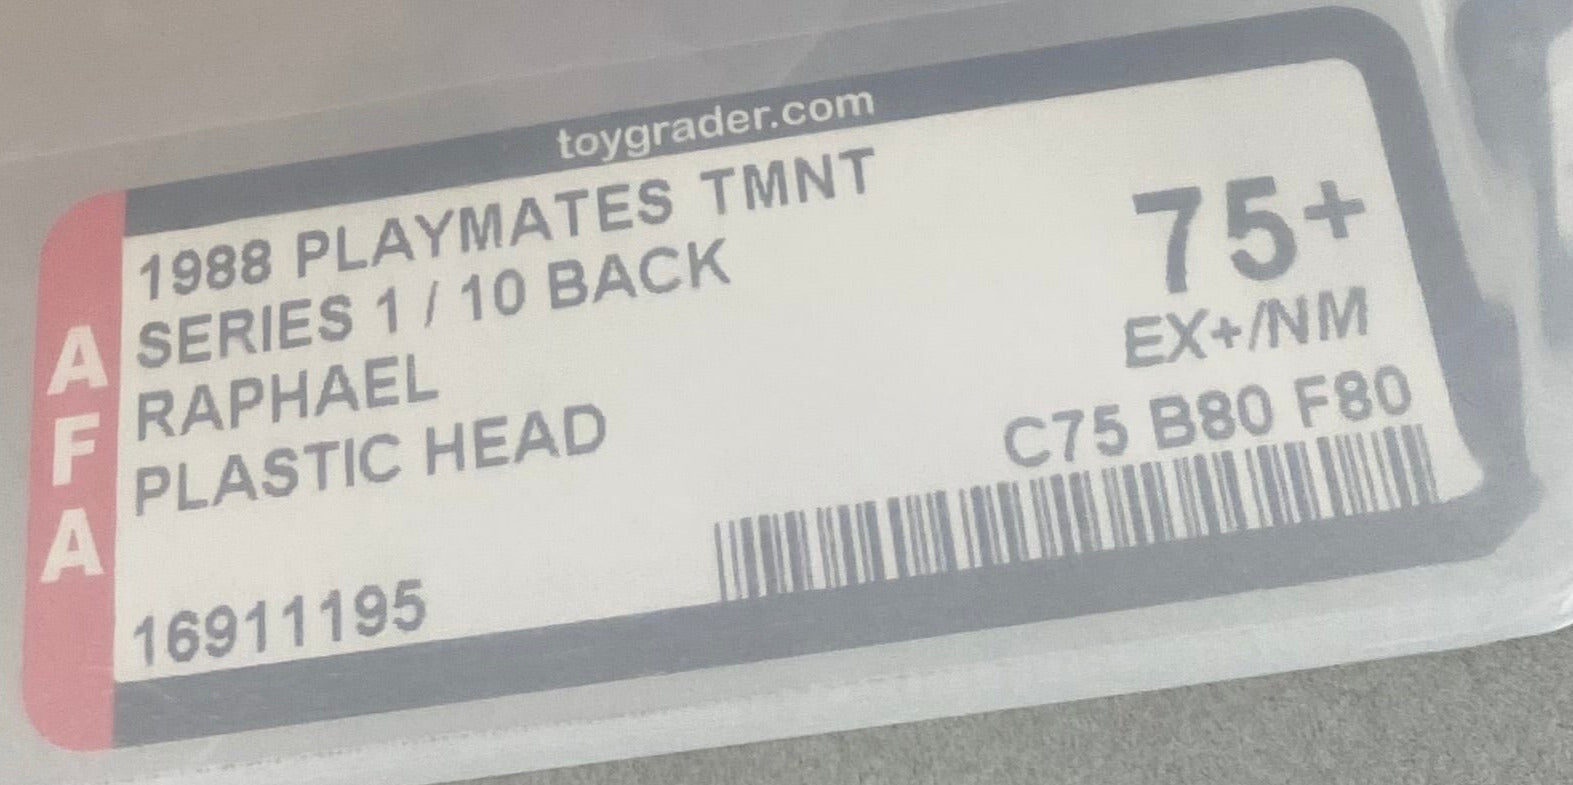 toygrader.com
AFA
1988 PLAYMATES TMNT
SERIES 1 / 10 BACK
RAPHAEL
PLASTIC HEAD
16911195
75+
EX+/NM
C75 B80 F80